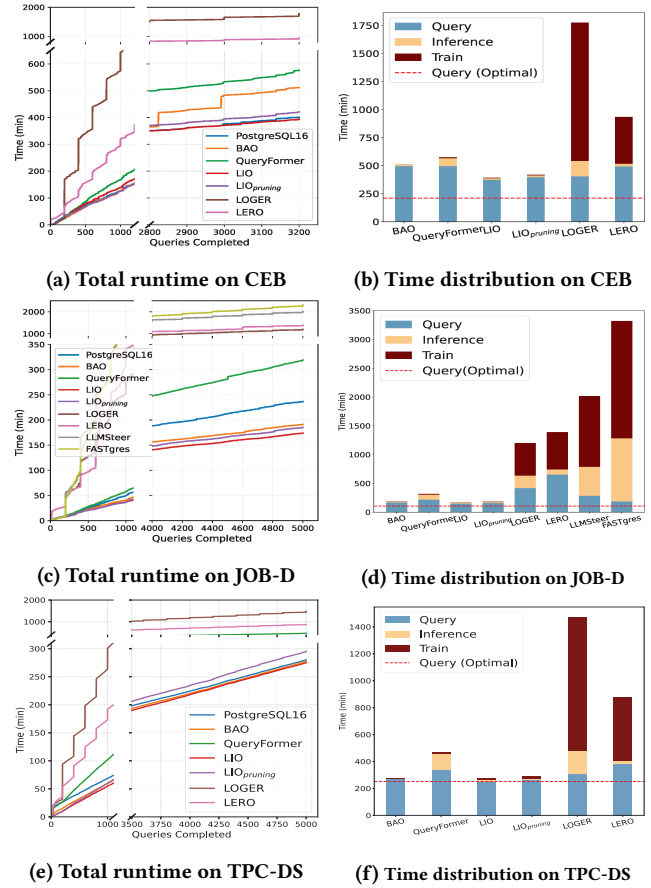 2000
1000
600
500
400
300
200
100
0
Time (min)
0
500
1000
2800
2900
3000
3100
3200
Queries Completed
PostgreSQL16
BAO
QueryFormer
LIO
LIOpruning
LOGER
LERO
(a) Total runtime on CEB
1750
1500
1250
1000
750
500
250
0
Time (min)
Query
Inference
Train
Query (Optimal)
BAO
QueryFormer
LIO
LIOpruning
LOGER
LERO
(b) Time distribution on CEB
2000
1000
350
300
250
200
150
100
50
0
Time (min)
0
500
1000
4000
4200
4400
4600
4800
5000
Queries Completed
PostgreSQL16
BAO
QueryFormer
LIO
LIOpruning
LOGER
LERO
LLMSteer
FASTgres
(c) Total runtime on JOB-D
3500
3000
2500
2000
1500
1000
500
0
Time (min)
Query
Inference
Train
Query(Optimal)
BAO
QueryFormer
LIO
LIOpruning
LOGER
LERO
LLMSteer
FASTgres
(d) Time distribution on JOB-D
2000
1000
300
250
200
150
100
50
0
Time (min)
0
500
1000
3500
3750
4000
4250
4500
4750
5000
Queries Completed
PostgreSQL16
BAO
QueryFormer
LIO
LIOpruning
LOGER
LERO
(e) Total runtime on TPC-DS
1400
1200
1000
800
600
400
200
0
Time (min)
Query
Inference
Train
Query (Optimal)
BAO
QueryFormer
LIO
LIOpruning
LOGER
LERO
(f) Time distribution on TPC-DS